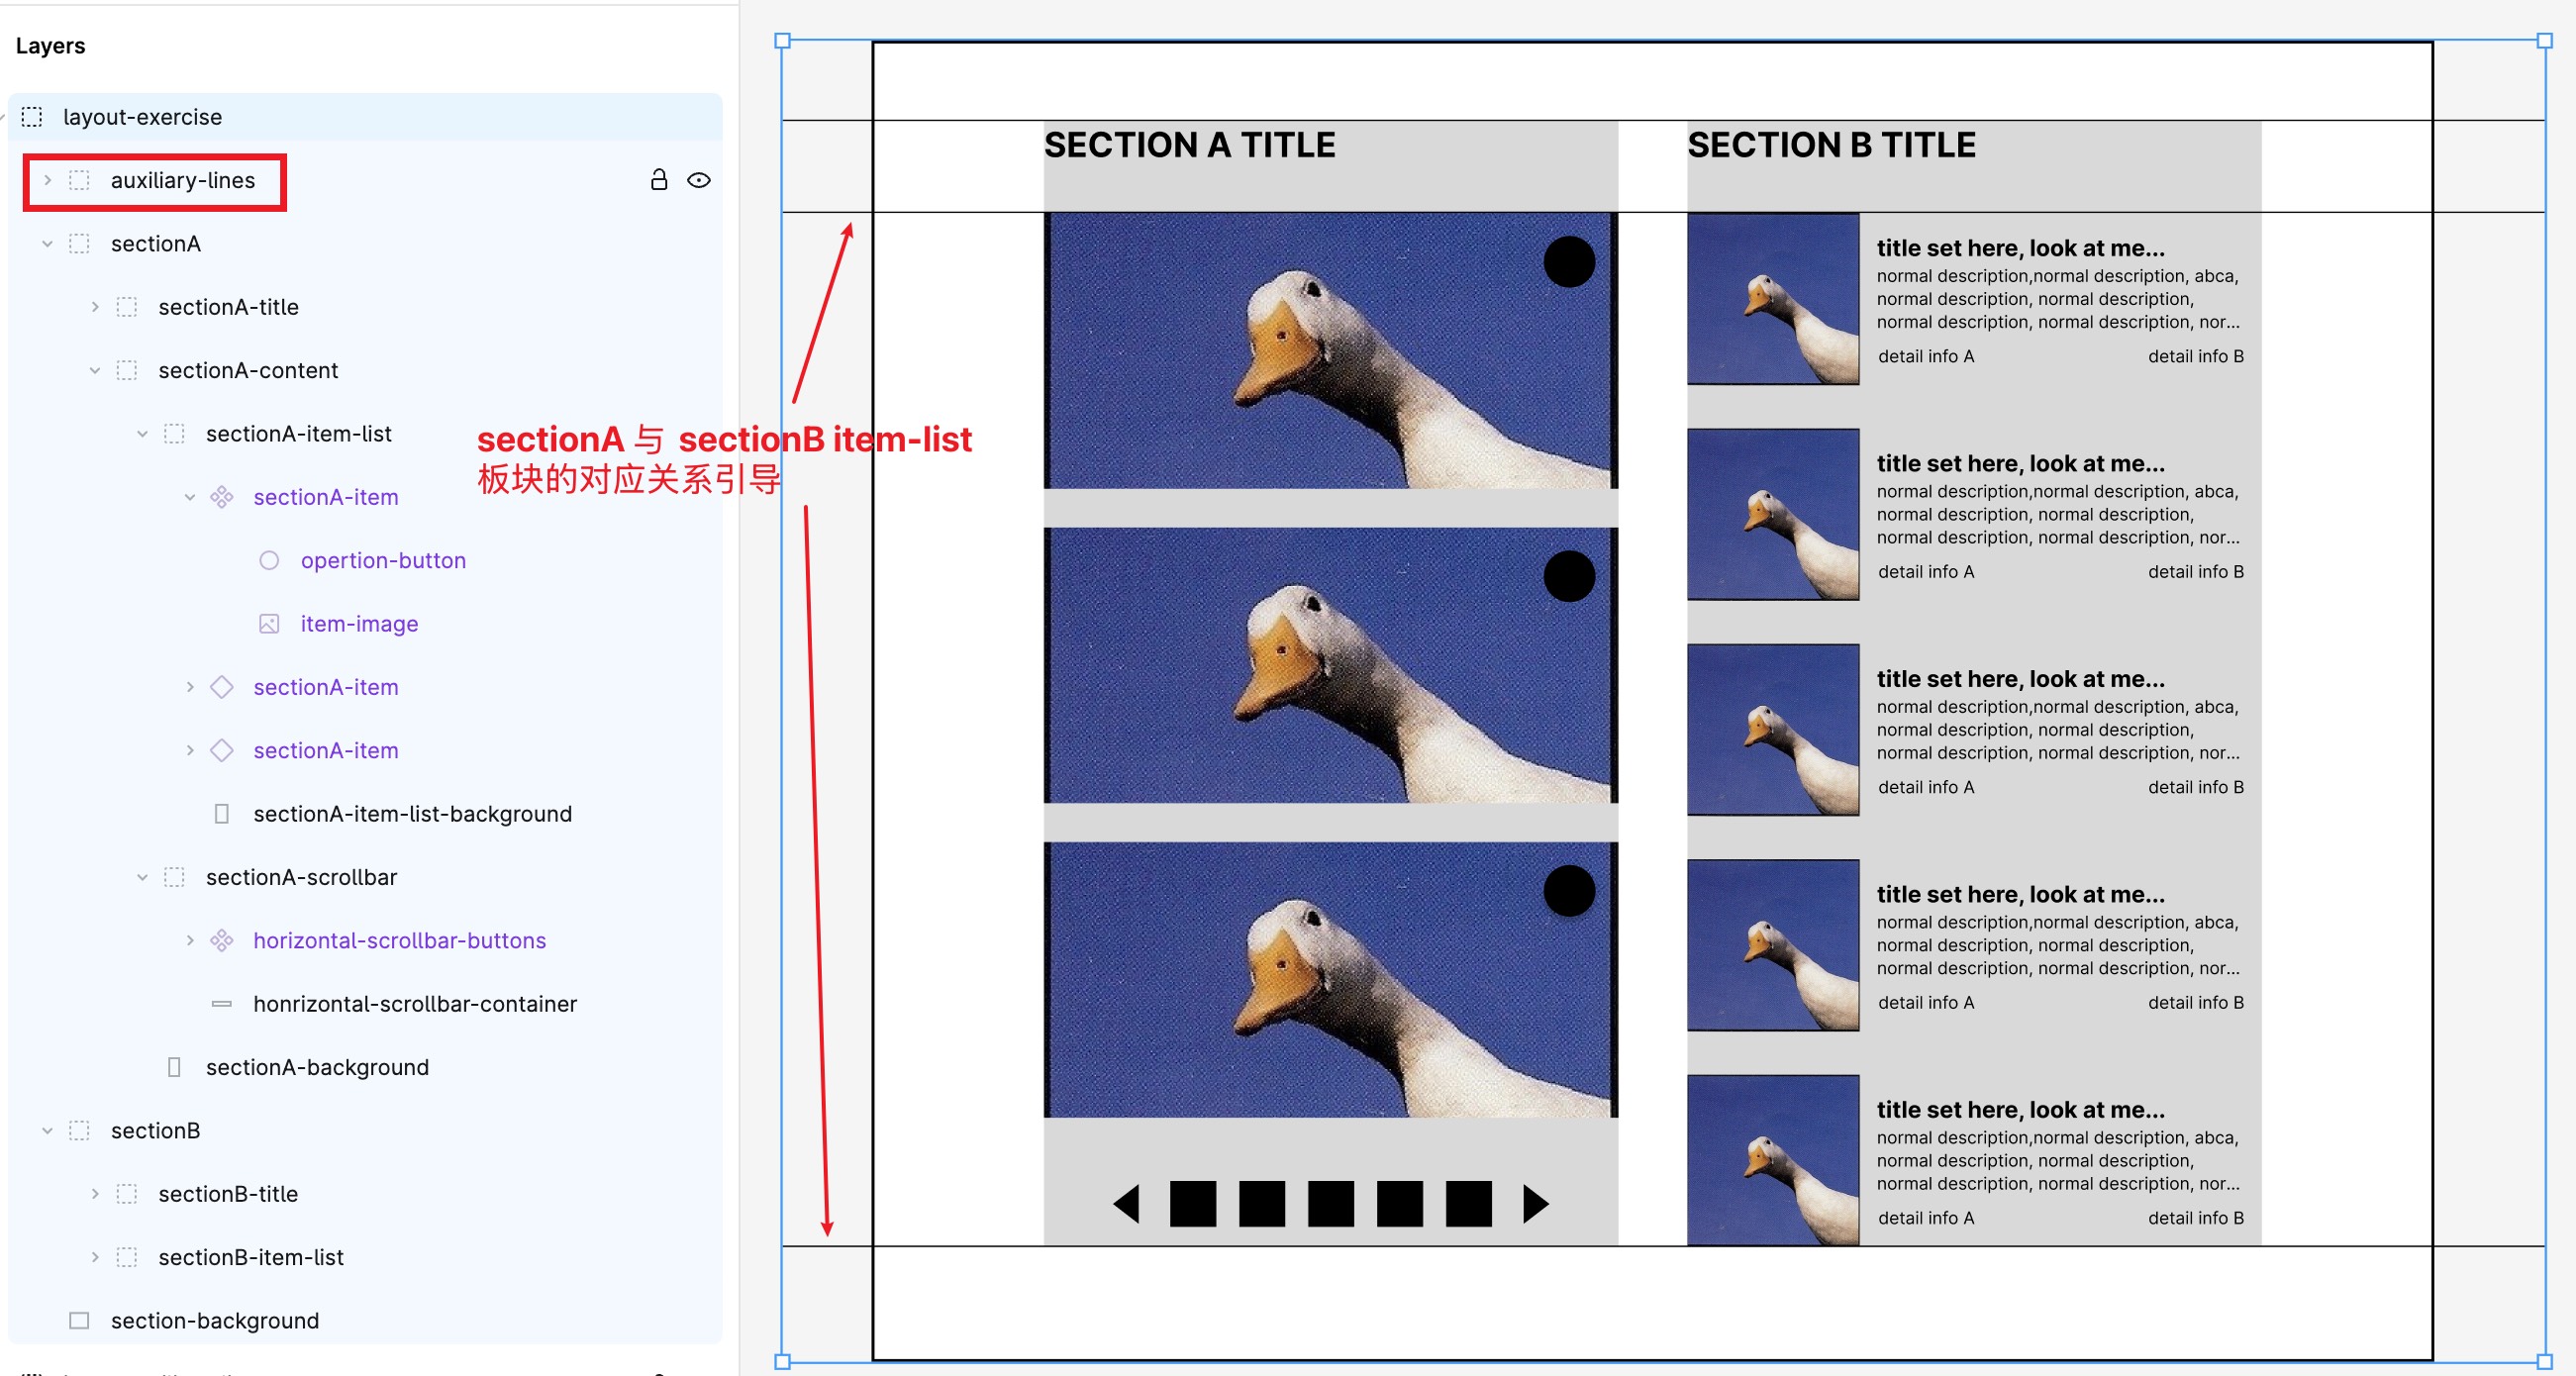 Layers
layout-exercise
auxiliary-lines
sectionA
sectionA-title
sectionA-content
sectionA-item-list
sectionA-item
opertion-button
item-image
sectionA-item
sectionA-item
sectionA-item-list-background
sectionA-scrollbar
horizontal-scrollbar-buttons
honrizontal-scrollbar-container
sectionA-background
sectionB
sectionB-title
sectionB-item-list
section-background
sectionA 与 sectionB item-list
板块的对应关系引导
SECTION A TITLE
SECTION B TITLE
title set here, look at me...
normal description,normal description, abca,
normal description, normal description,
normal description, normal description, nor...
detail info A detail info B
title set here, look at me...
normal description,normal description, abca,
normal description, normal description,
normal description, normal description, nor...
detail info A detail info B
title set here, look at me...
normal description,normal description, abca,
normal description, normal description,
normal description, normal description, nor...
detail info A detail info B
title set here, look at me...
normal description,normal description, abca,
normal description, normal description,
normal description, normal description, nor...
detail info A detail info B
title set here, look at me...
normal description,normal description, abca,
normal description, normal description,
normal description, normal description, nor...
detail info A detail info B